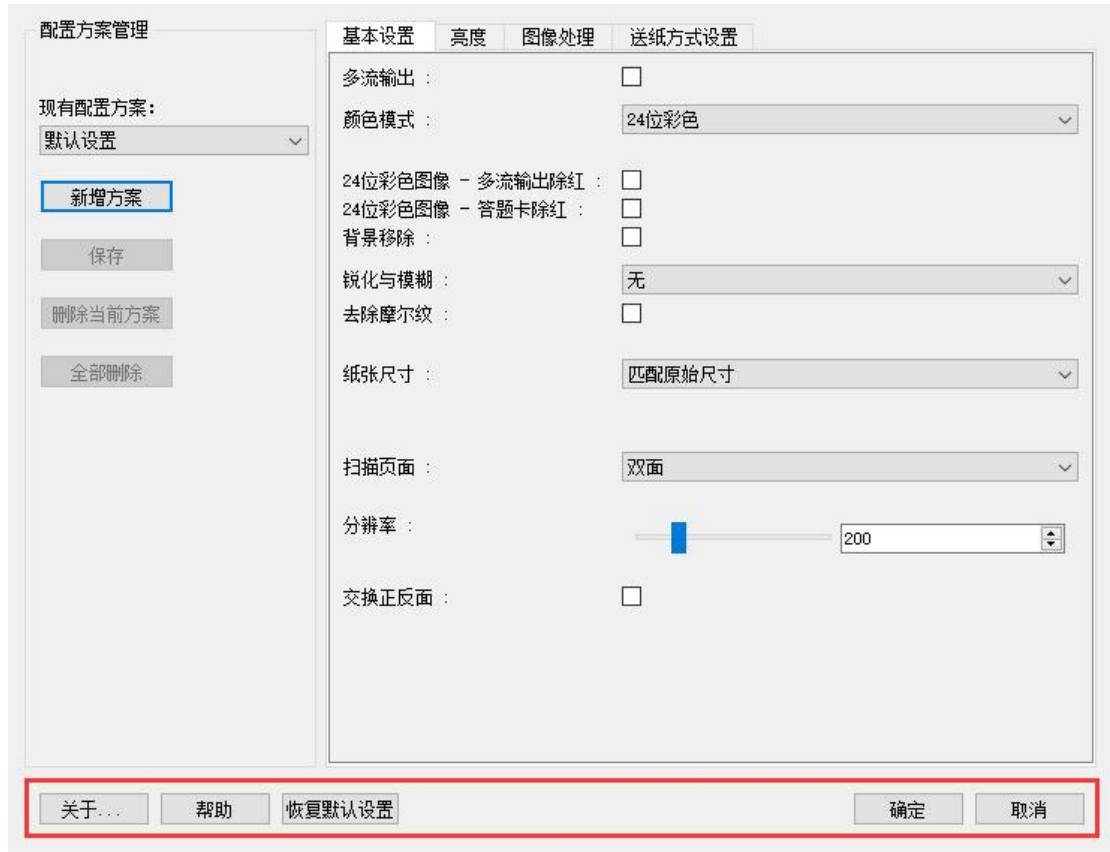 配置方案管理
现有配置方案：
默认设置
新增方案
保存
删除当前方案
全部删除
基本设置 亮度 图像处理 送纸方式设置
多流输出 :
颜色模式 : 24位彩色
24位彩色图像 - 多流输出除红 :
24位彩色图像 - 答题卡除红 :
背景移除 :
锐化与模糊 : 无
去除摩尔纹 :
纸张尺寸 : 匹配原始尺寸
扫描页面 : 双面
分辨率 : 200
交换正反面 :
关于... 帮助 恢复默认设置 确定 取消